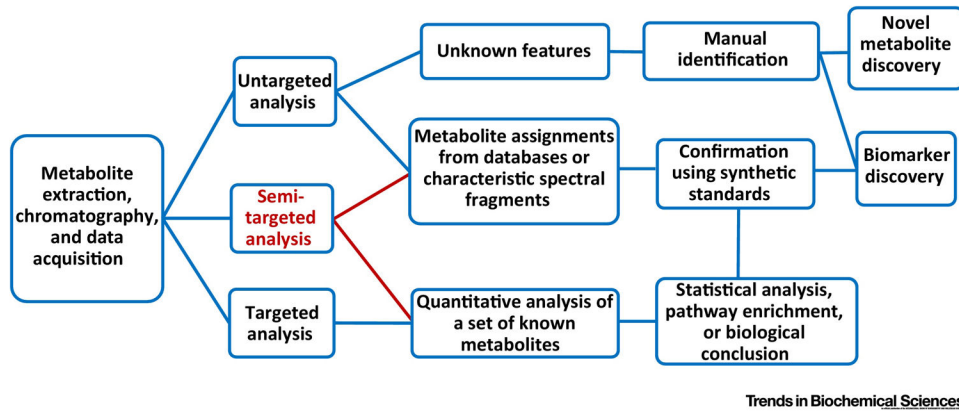 Metabolite
extraction,
chromatography,
and data
acquisition
Untargeted
analysis
Semi-
targeted
analysis
Targeted
analysis
Unknown features
Metabolite assignments
from databases or
characteristic spectral
fragments
Quantitative analysis of
a set of known
metabolites
Manual
identification
Confirmation
using synthetic
standards
Statistical analysis,
pathway enrichment,
or biological
conclusion
Novel
metabolite
discovery
Biomarker
discovery
Trends in Biochemical Sciences